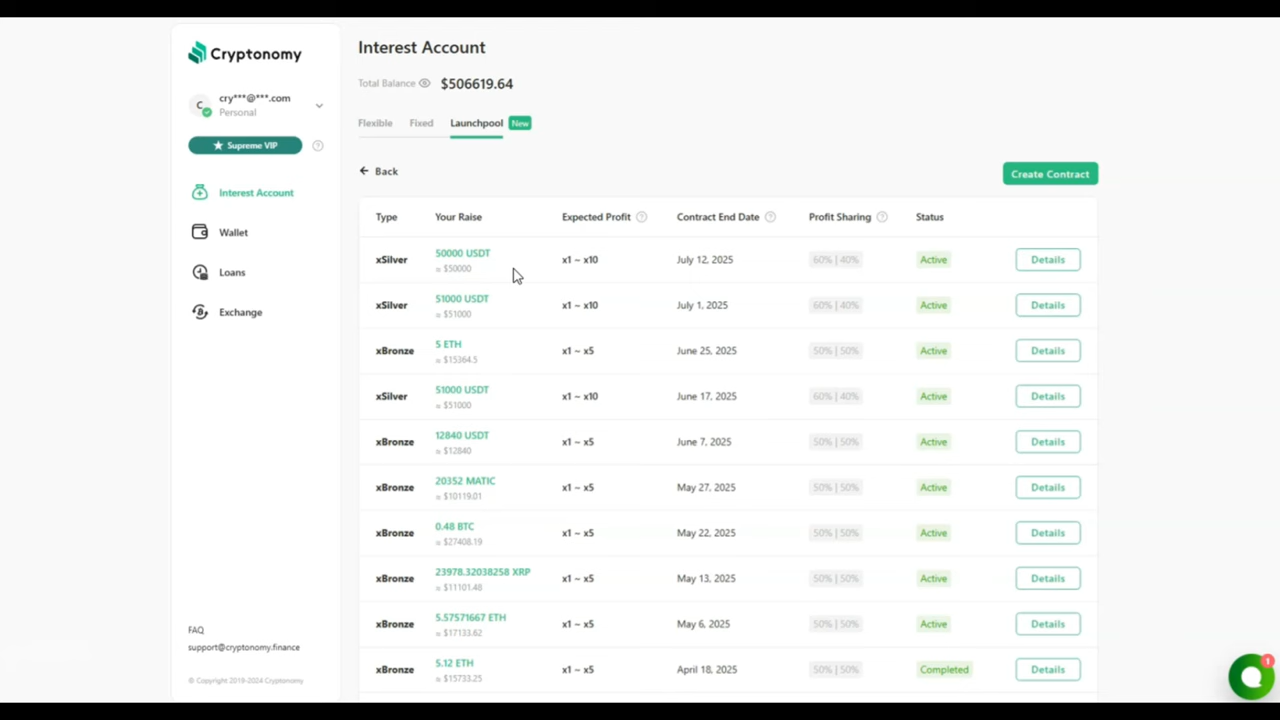 Cryptonomy
C
cry***@***.com
Personal
Supreme VIP
Interest Account
Wallet
Loans
Exchange
FAQ
support@cryptonomy.finance
© Copyright 2018-2024 Cryptonomy
Interest Account
Total Balance $506619.64
Flexible Fixed Launchpool New
Back
Create Contract
Type Your Raise Expected Profit Contract End Date Profit Sharing Status
xSilver 50000 USDT x1 ~ x10 July 12, 2025 60% | 40% Active Details
≈ $50000
xSilver 51000 USDT x1 ~ x10 July 1, 2025 60% | 40% Active Details
≈ $51000
xBronze 5 ETH x1 ~ x5 June 25, 2025 50% | 50% Active Details
≈ $15364.5
xSilver 51000 USDT x1 ~ x10 June 17, 2025 60% | 40% Active Details
≈ $51000
xBronze 12840 USDT x1 ~ x5 June 7, 2025 50% | 50% Active Details
≈ $12840
xBronze 20352 MATIC x1 ~ x5 May 27, 2025 50% | 50% Active Details
≈ $10119.01
xBronze 0.48 BTC x1 ~ x5 May 22, 2025 50% | 50% Active Details
≈ $27408.19
xBronze 23978.32038258 XRP x1 ~ x5 May 13, 2025 50% | 50% Active Details
≈ $11101.48
xBronze 5.57571667 ETH x1 ~ x5 May 6, 2025 50% | 50% Active Details
≈ $17133.62
xBronze 5.12 ETH x1 ~ x5 April 18, 2025 50% | 50% Completed Details
≈ $15733.25
1